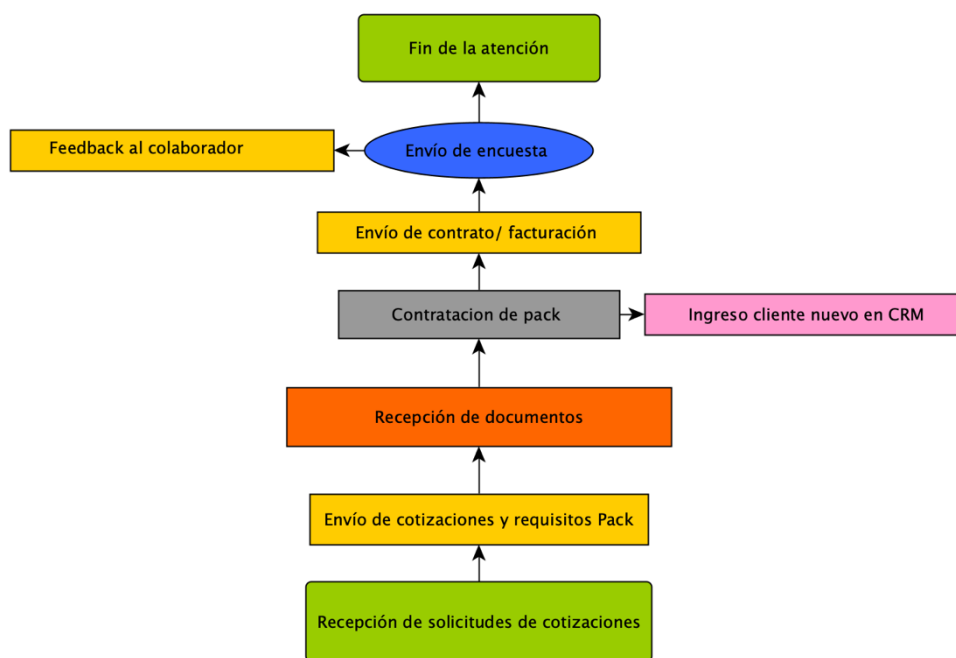 Fin de la atención
Feedback al colaborador
Envío de encuesta
Envío de contrato/ facturación
Contratacion de pack
Ingreso cliente nuevo en CRM
Recepción de documentos
Envío de cotizaciones y requisitos Pack
Recepción de solicitudes de cotizaciones